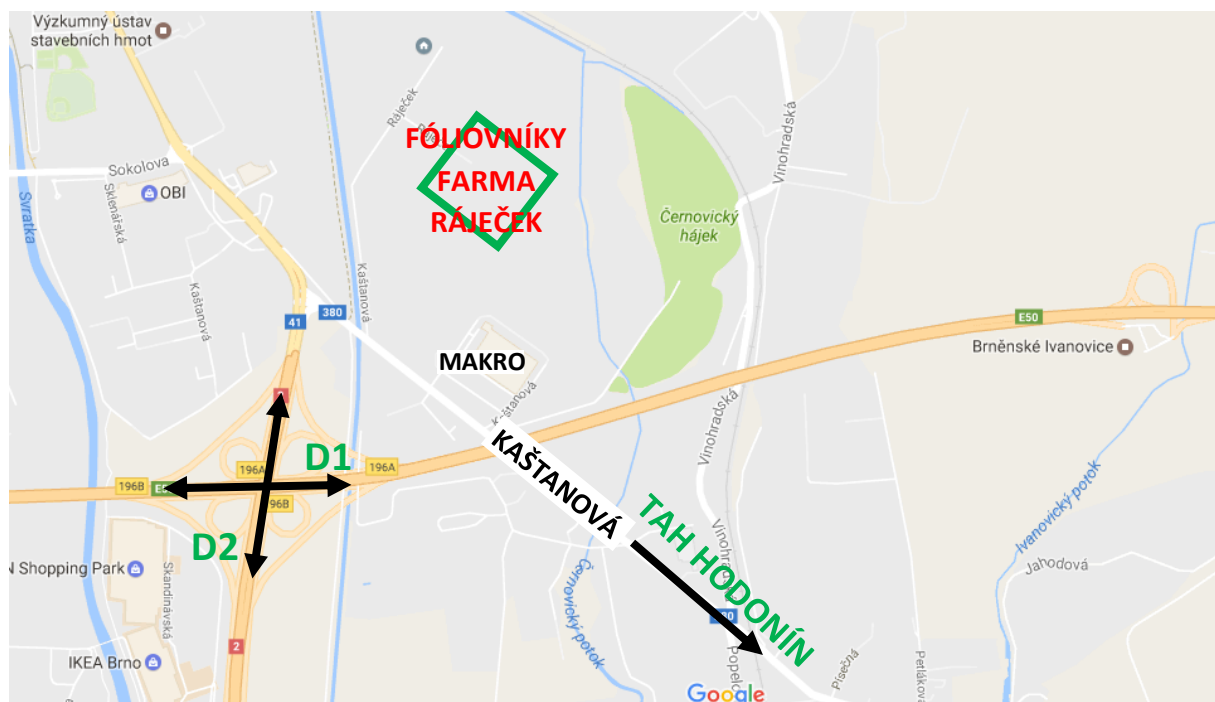 Výzkumný ústav
stavebních hmot
Ráječek
FÓLIOVNÍKY
FARMA
RÁJEČEK
Sokolova
OBI
Sklenářská
Svratka
Kaštanová
Kaštanová
Vinohradská
Černovický
hájek
41
380
E50
Brněnské Ivanovice
MAKRO
Kaštanová
Vinohradská
KAŠTANOVÁ
D1
196A
196A
196B
196B
D2
TAH HODONÍN
Vinohradská
Ivanovický potok
Jahodová
N Shopping Park
Skandinávská
Černovický potok
2
IKEA Brno
Písečná
Petlákova
Google